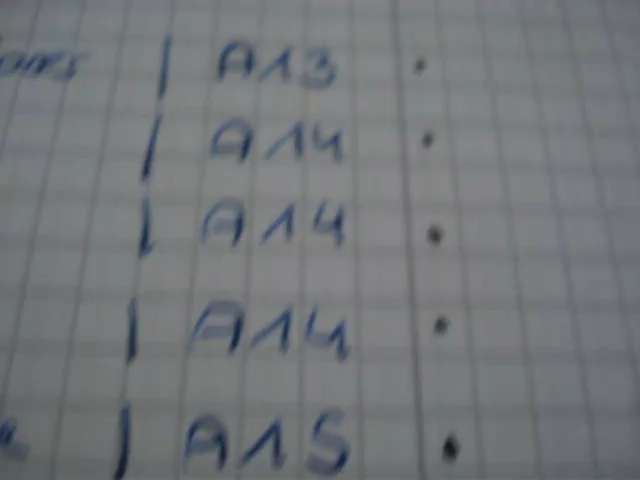 | A13 .
| A14 .
| A14 .
| A14 .
| A15 .